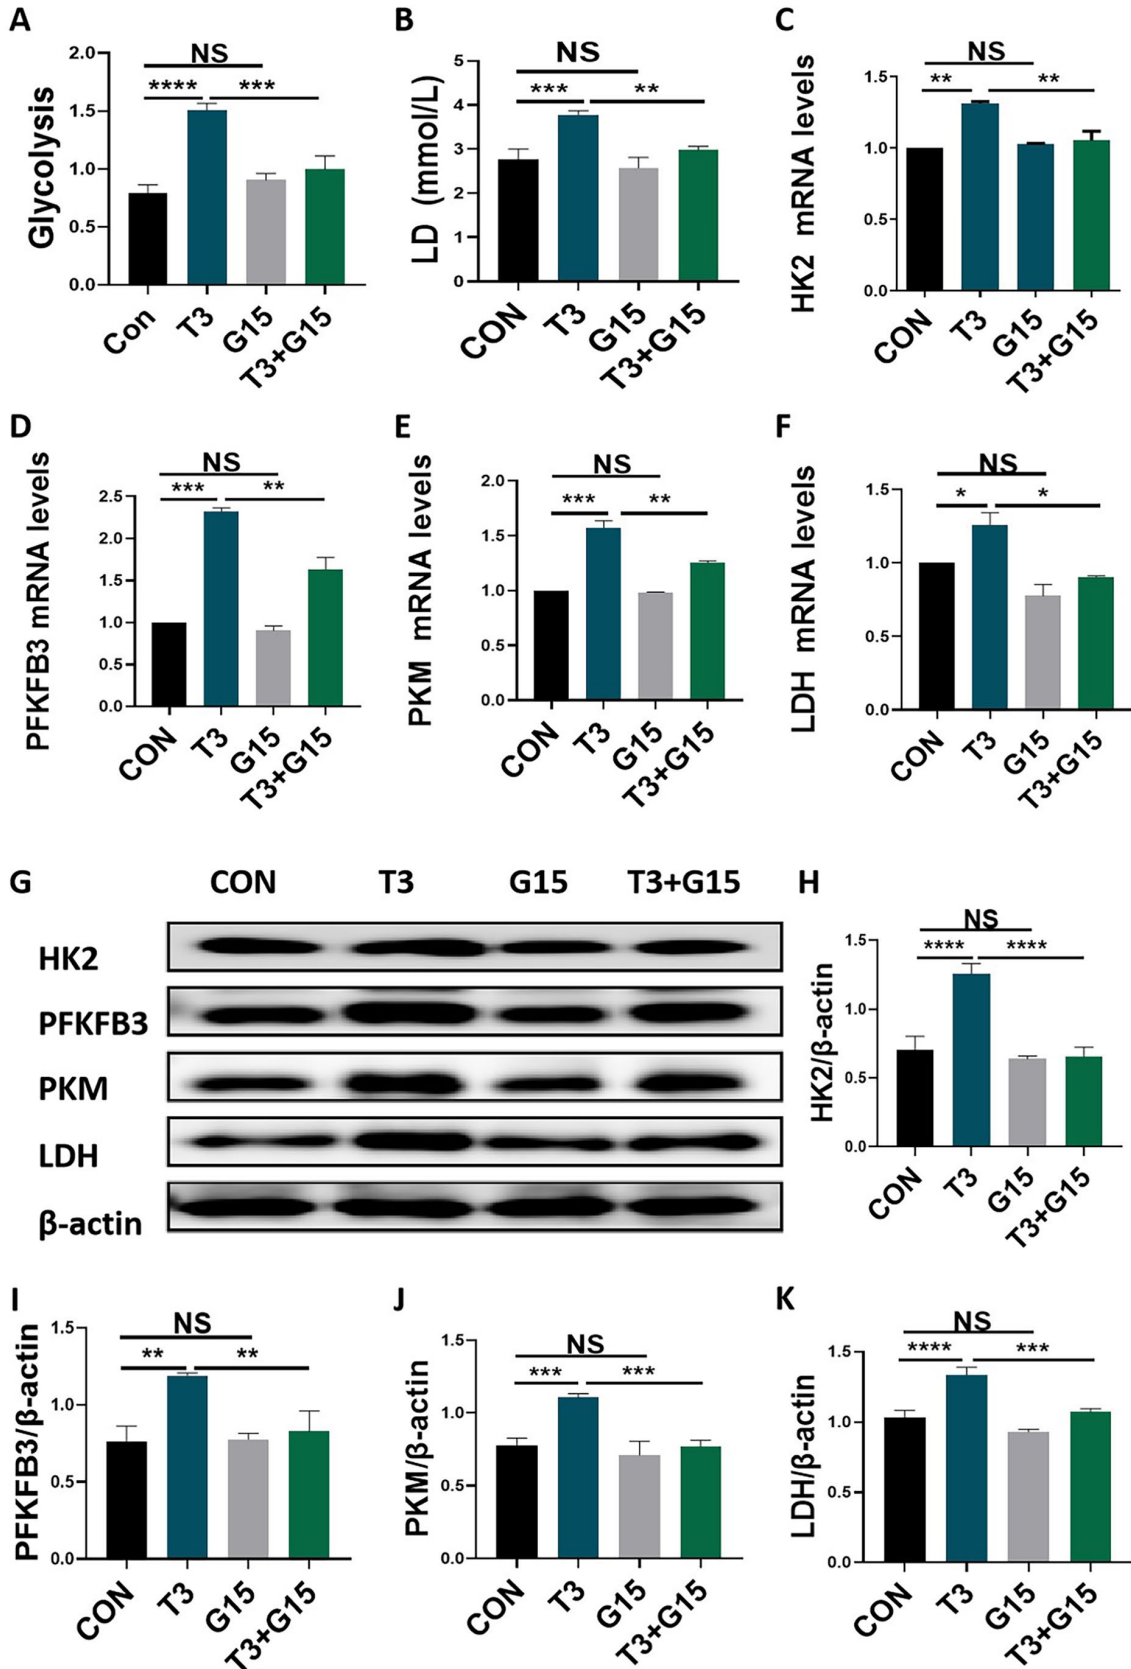 A
Glycolysis
2.0
1.5
1.0
0.5
0.0
NS
**** ***
Con T3 G15 T3+G15
B
LD (mmol/L)
5
4
3
2
1
0
NS
*** **
CON T3 G15 T3+G15
C
HK2 mRNA levels
1.5
1.0
0.5
0.0
NS
** **
CON T3 G15 T3+G15
D
PFKFB3 mRNA levels
2.5
2.0
1.5
1.0
0.5
0.0
NS
*** **
CON T3 G15 T3+G15
E
PKM mRNA levels
2.0
1.5
1.0
0.5
0.0
NS
*** **
CON T3 G15 T3+G15
F
LDH mRNA levels
1.5
1.0
0.5
0.0
NS
* *
CON T3 G15 T3+G15
G
CON T3 G15 T3+G15
HK2
PFKFB3
PKM
LDH
β-actin
H
HK2/β-actin
1.5
1.0
0.5
0.0
NS
**** ****
CON T3 G15 T3+G15
I
PFKFB3/β-actin
1.5
1.0
0.5
0.0
NS
** **
CON T3 G15 T3+G15
J
PKM/β-actin
1.5
1.0
0.5
0.0
NS
*** ***
CON T3 G15 T3+G15
K
LDH/β-actin
1.5
1.0
0.5
0.0
NS
**** ***
CON T3 G15 T3+G15